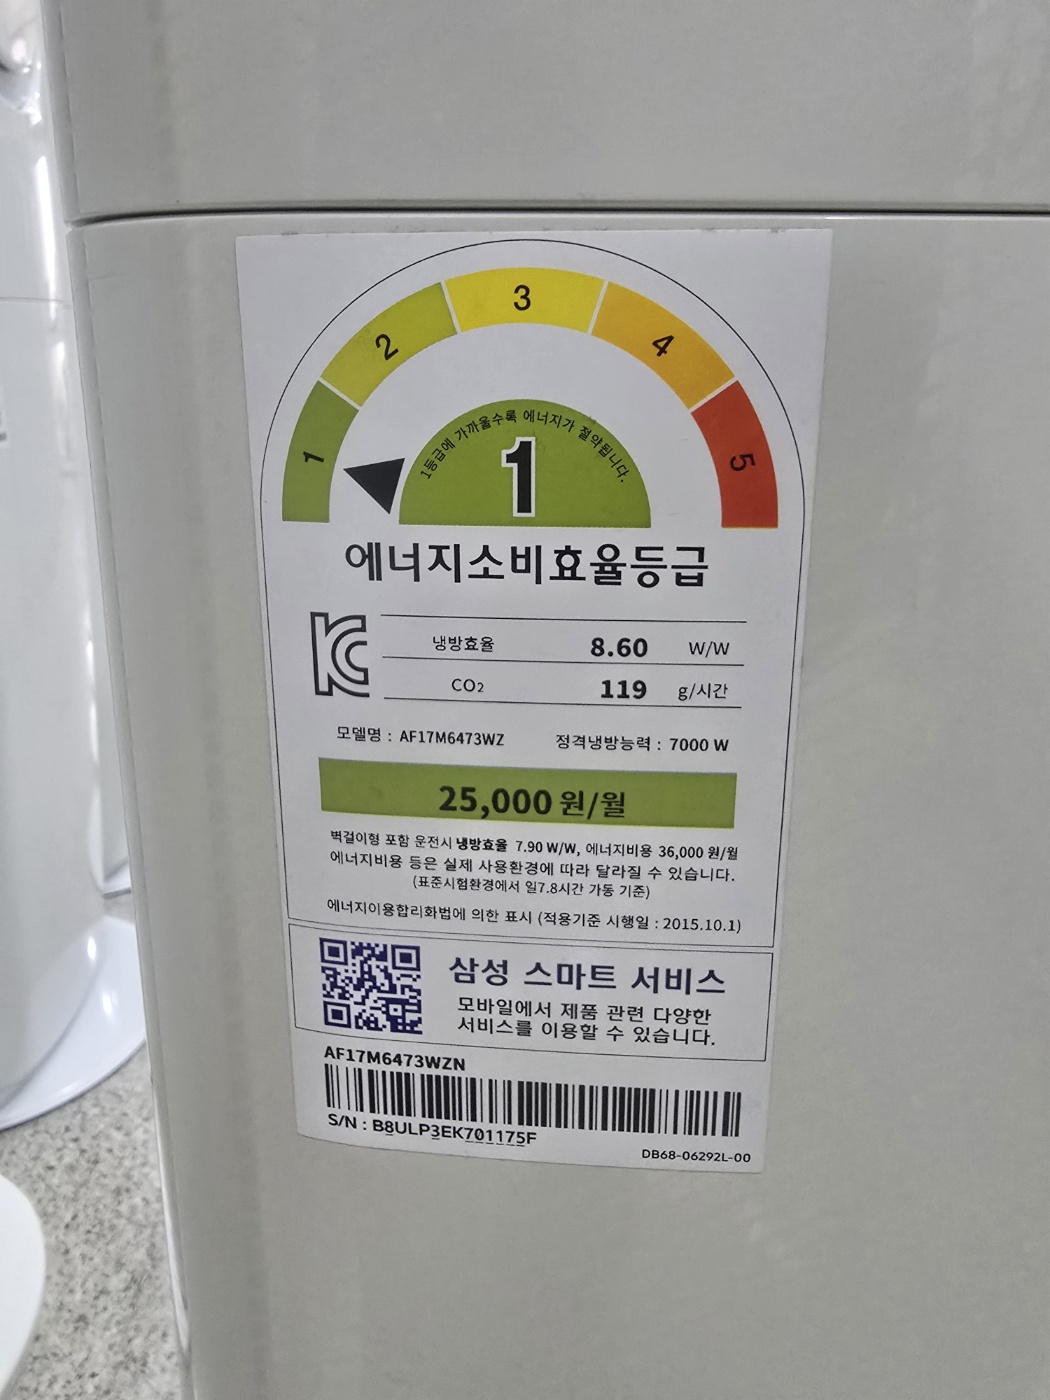 1
2
3
4
5
1등급에 가까울수록 에너지가 절약됩니다.
1
에너지소비효율등급
냉방효율 8.60 W/W
CO₂ 119 g/시간
모델명 : AF17M6473WZ 정격냉방능력 : 7000 W
25,000 원/월
벽걸이형 포함 운전시 냉방효율 7.90 W/W, 에너지비용 36,000 원/월
에너지비용 등은 실제 사용환경에 따라 달라질 수 있습니다.
(표준시험환경에서 일7.8시간 가동 기준)
에너지이용합리화법에 의한 표시 (적용기준 시행일 : 2015.10.1)
삼성 스마트 서비스
모바일에서 제품 관련 다양한
서비스를 이용할 수 있습니다.
AF17M6473WZN
S/N : B8ULP3EK701175F
DB68-06292L-00